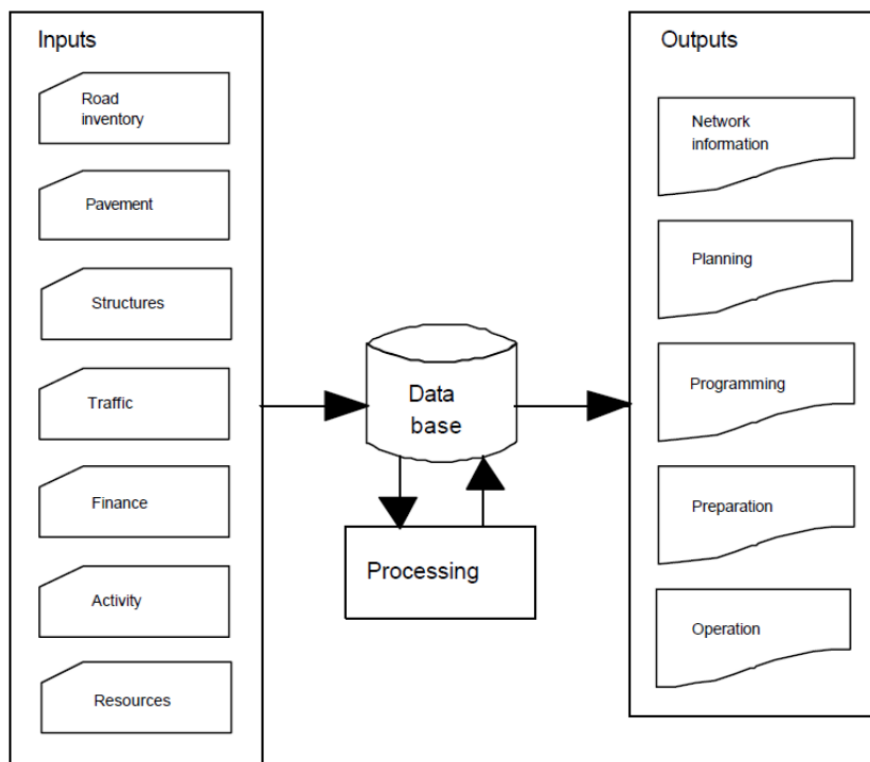 Inputs
Road
inventory
Pavement
Structures
Traffic
Finance
Activity
Resources
Data
base
Processing
Outputs
Network
information
Planning
Programming
Preparation
Operation